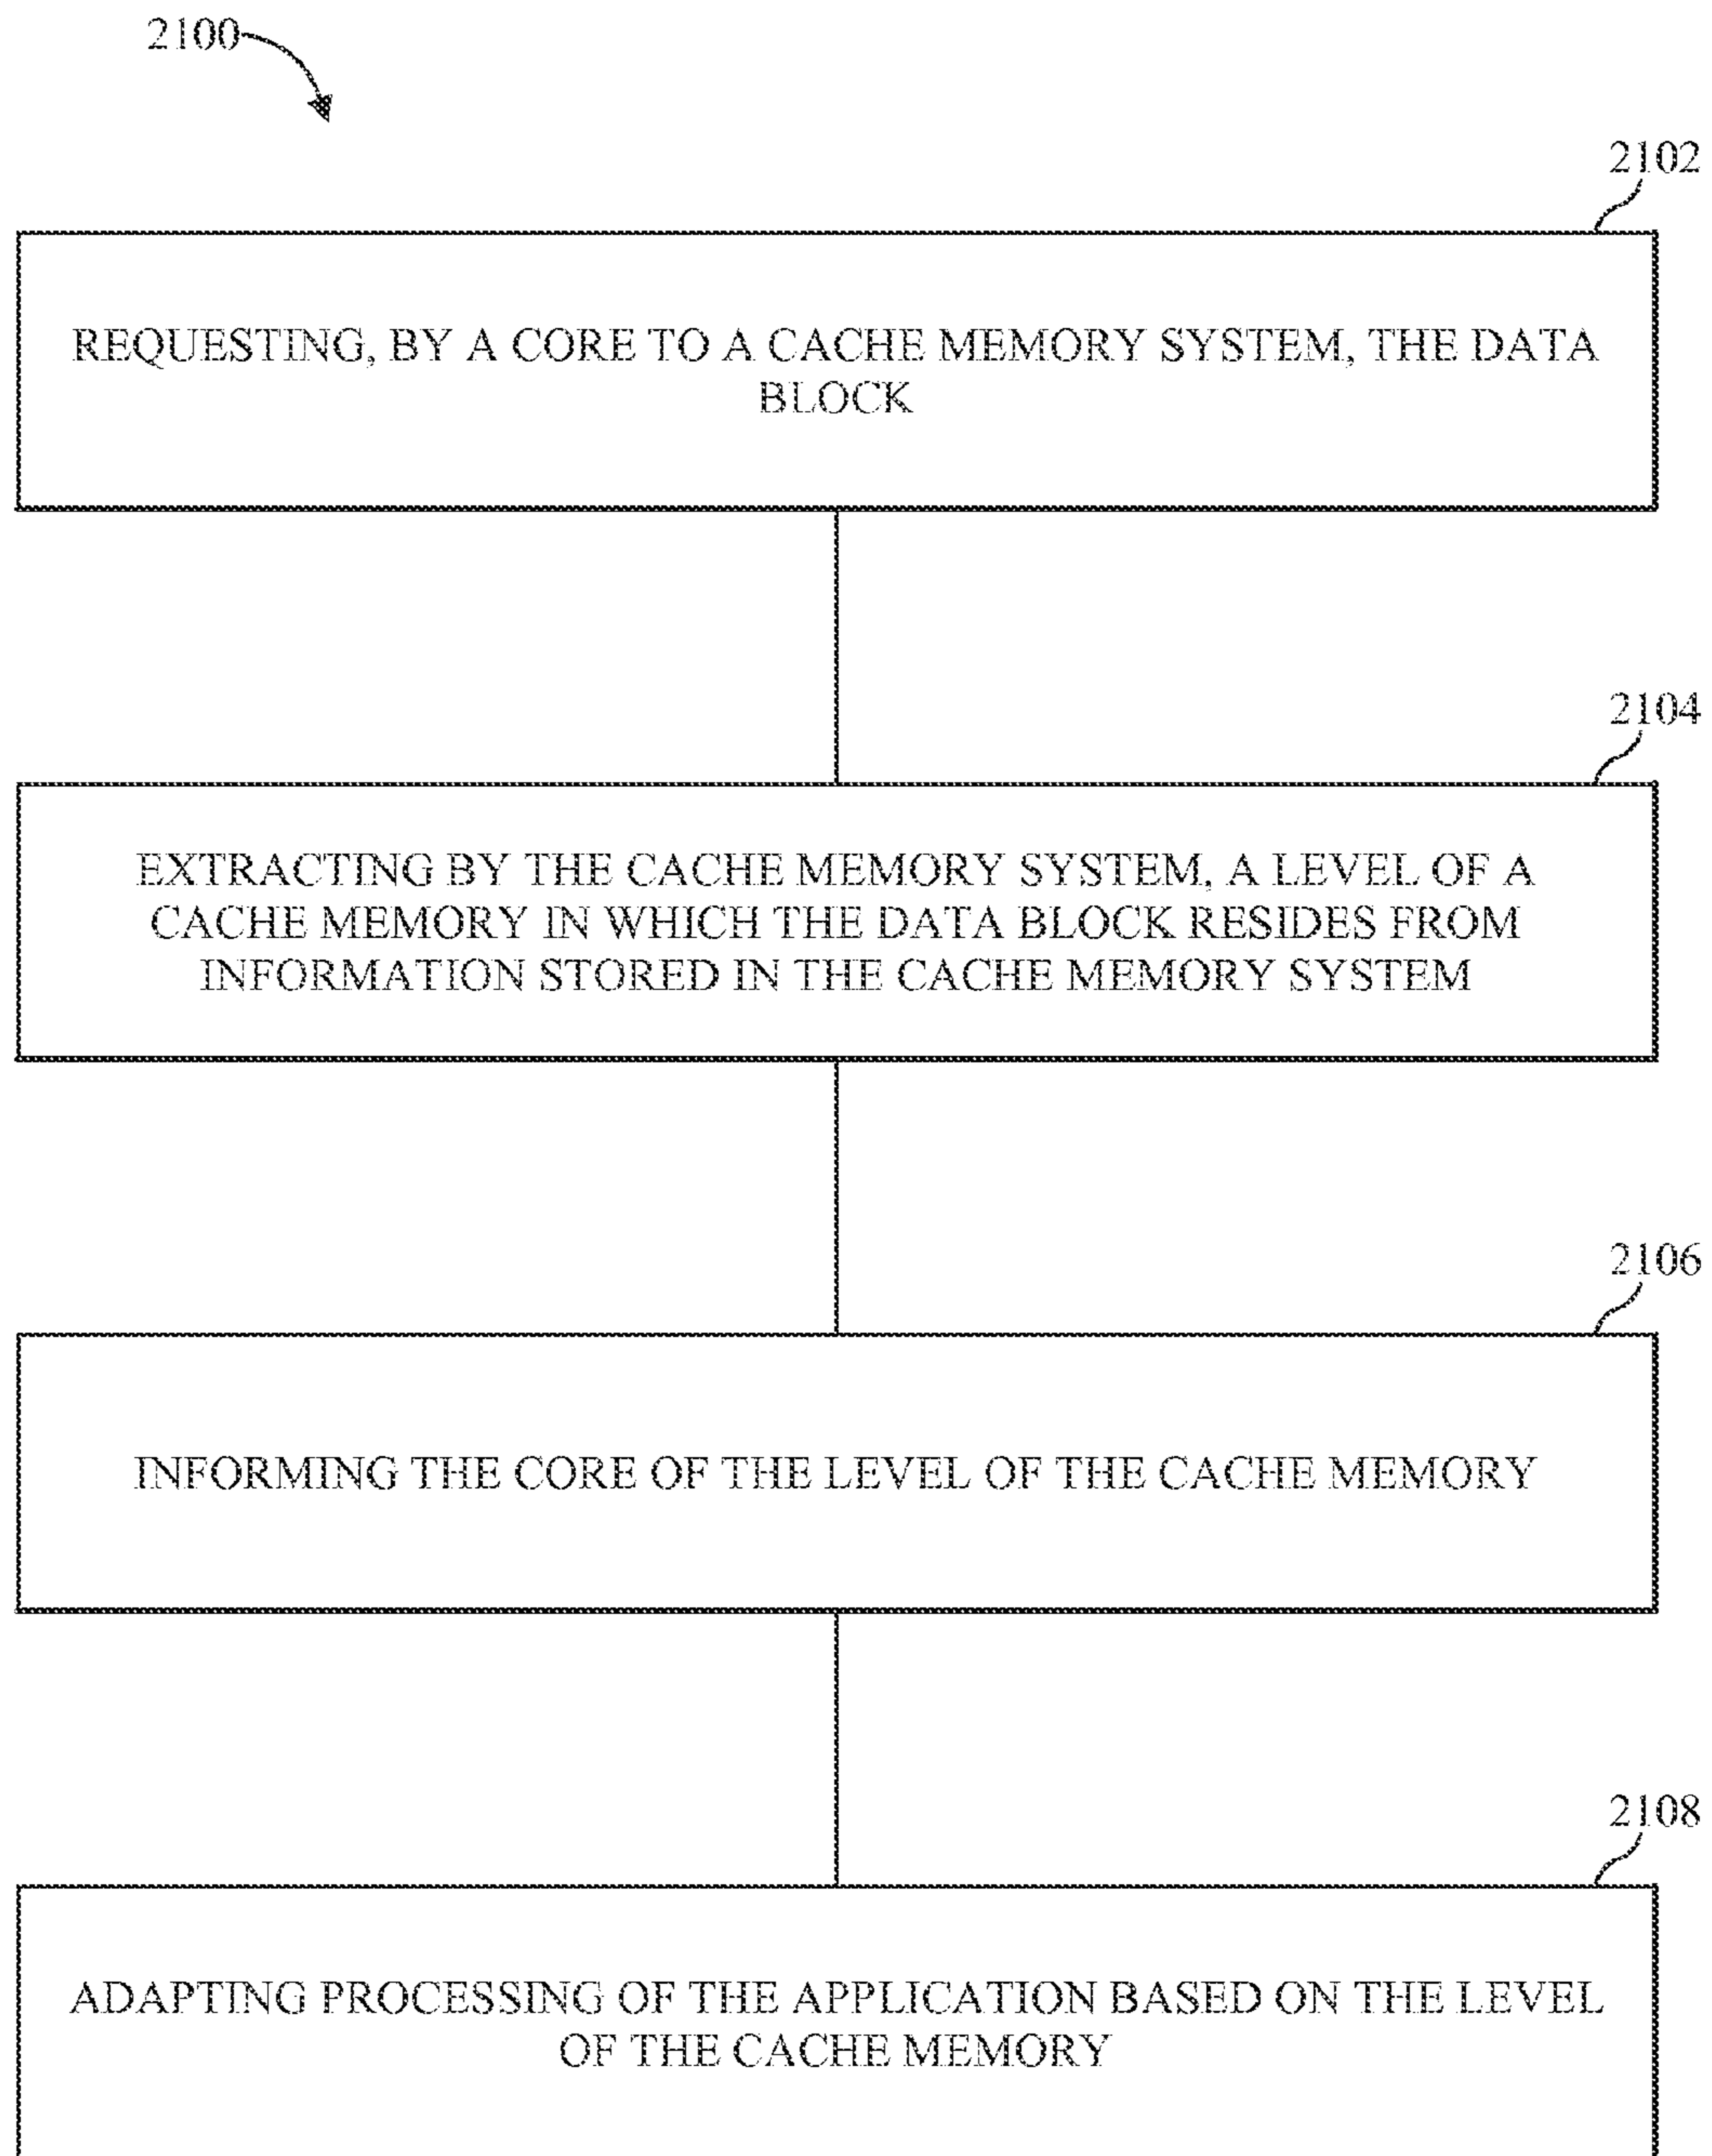 2100
2102
REQUESTING, BY A CORE TO A CACHE MEMORY SYSTEM, THE DATA
BLOCK
2104
EXTRACTING BY THE CACHE MEMORY SYSTEM, A LEVEL OF A
CACHE MEMORY IN WHICH THE DATA BLOCK RESIDES FROM
INFORMATION STORED IN THE CACHE MEMORY SYSTEM
2106
INFORMING THE CORE OF THE LEVEL OF THE CACHE MEMORY
2108
ADAPTING PROCESSING OF THE APPLICATION BASED ON THE LEVEL
OF THE CACHE MEMORY